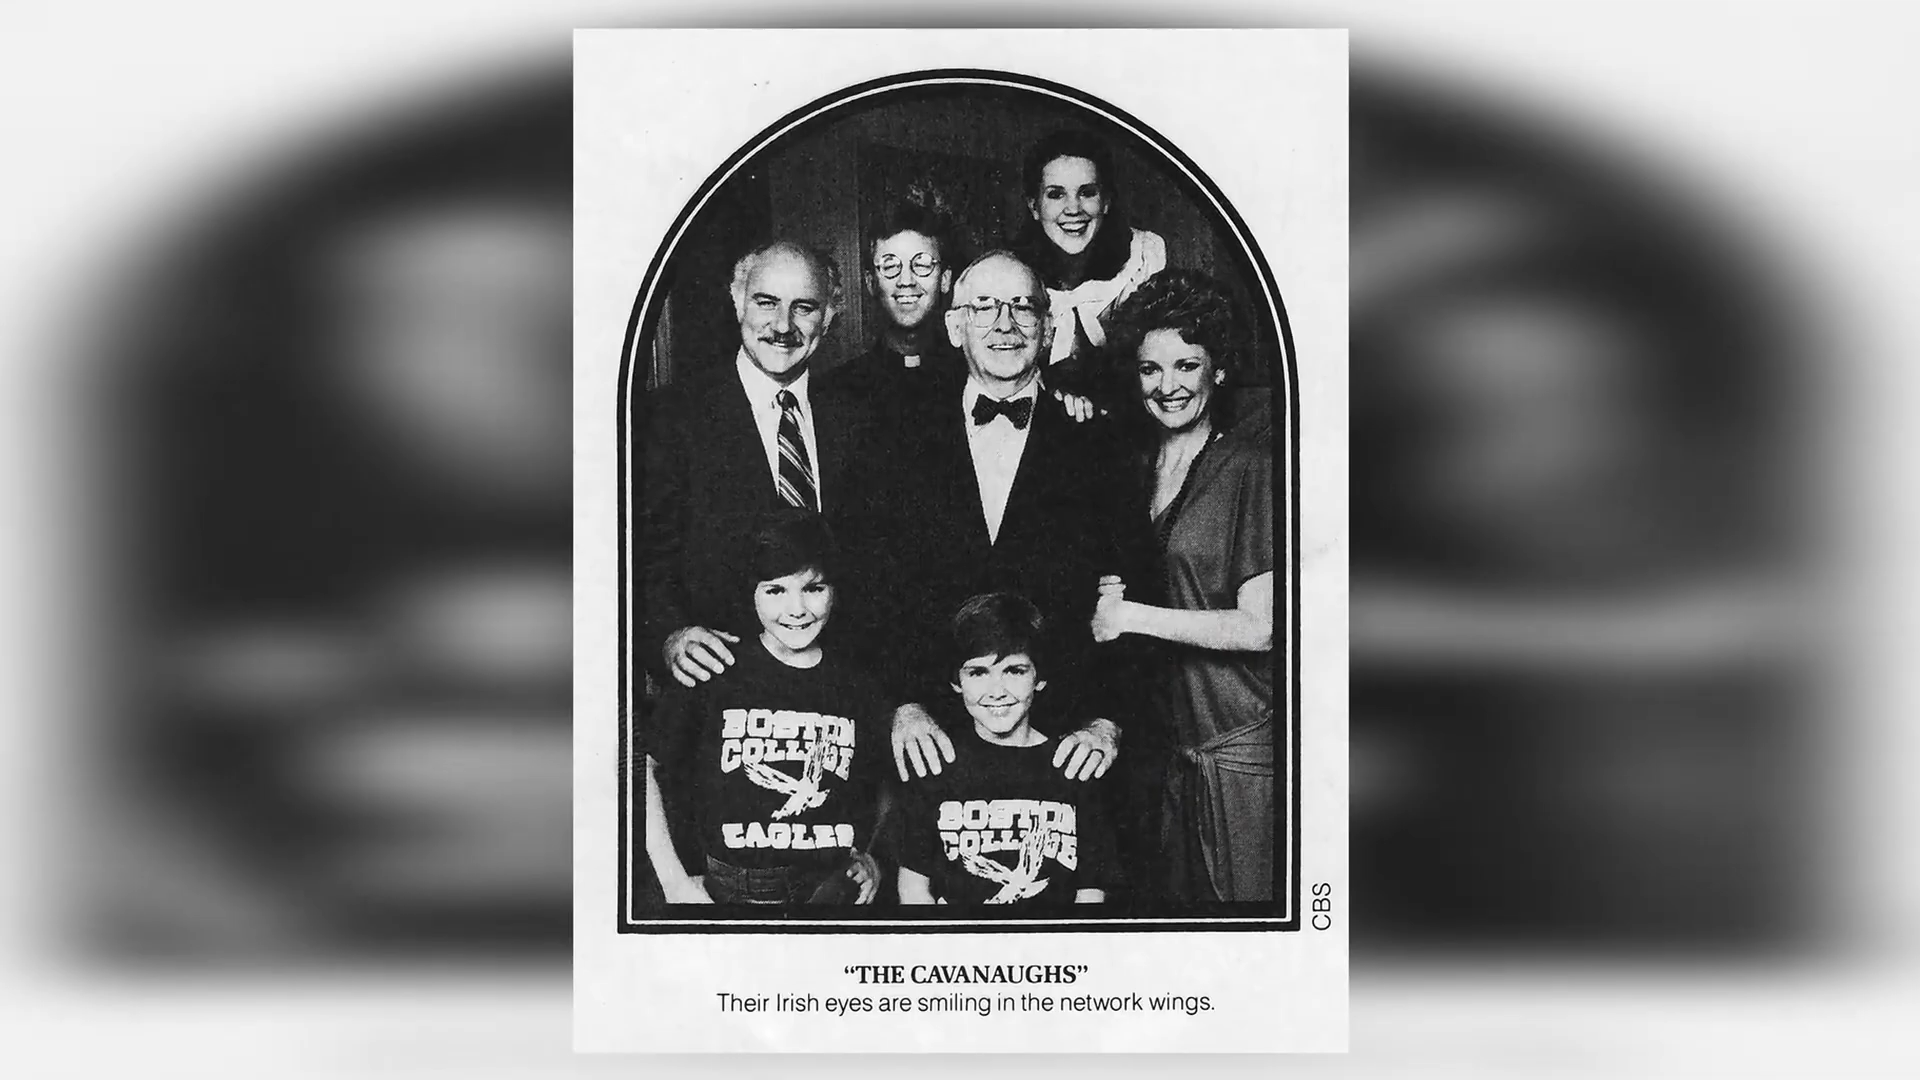 BOSTON
COLLEGE
EAGLES
BOSTON
COLLEGE
CBS
“THE CAVANAUGHS”
Their Irish eyes are smiling in the network wings.